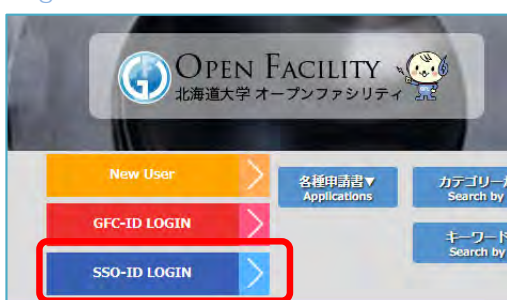 OPEN FACILITY
北海道大学 オープンファシリティ
New User
各種申請書▼
Applications
カテゴリー
Search by
GFC-ID LOGIN
キーワード
Search by
SSO-ID LOGIN